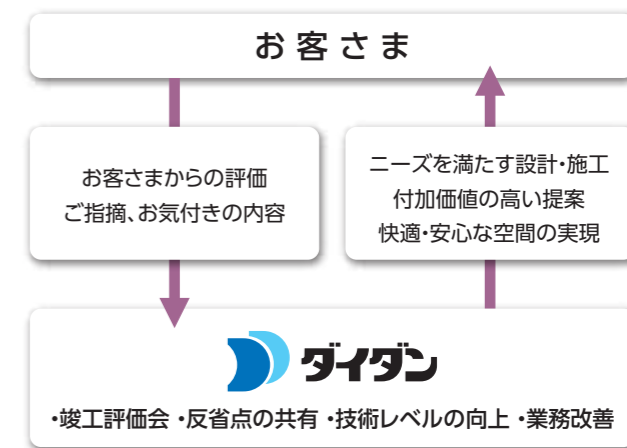 お客さま
お客さまからの評価
ご指摘、お気付きの内容
ニーズを満たす設計・施工
付加価値の高い提案
快適・安心な空間の実現
ダイダン
・竣工評価会 ・反省点の共有 ・技術レベルの向上 ・業務改善